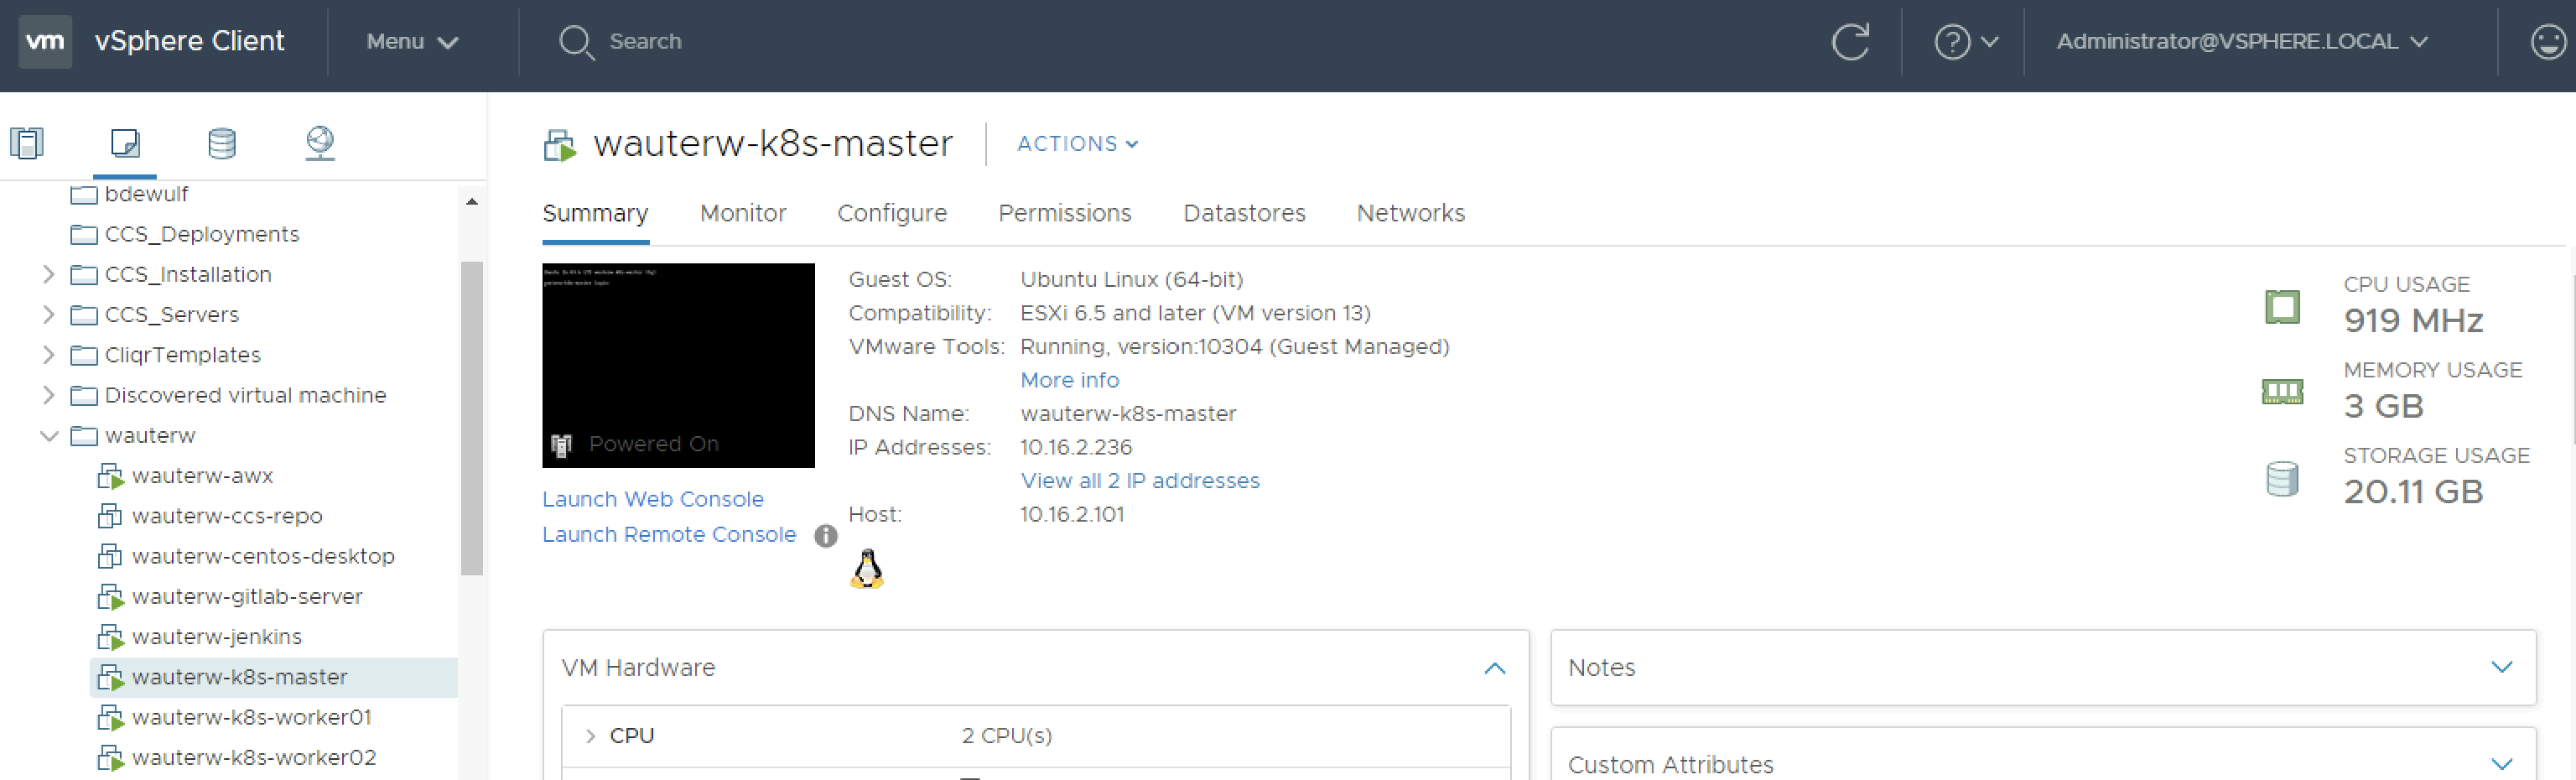 vm vSphere Client Menu Search Administrator@VSPHERE.LOCAL
bdewulf
CCS_Deployments
CCS_Installation
CCS_Servers
CliqrTemplates
Discovered virtual machine
wauterw
wauterw-awx
wauterw-ccs-repo
wauterw-centos-desktop
wauterw-gitlab-server
wauterw-jenkins
wauterw-k8s-master
wauterw-k8s-worker01
wauterw-k8s-worker02
wauterw-k8s-master ACTIONS
Summary Monitor Configure Permissions Datastores Networks
Powered On
Launch Web Console
Launch Remote Console
Guest OS: Ubuntu Linux (64-bit)
Compatibility: ESXi 6.5 and later (VM version 13)
VMware Tools: Running, version:10304 (Guest Managed)
More info
DNS Name: wauterw-k8s-master
IP Addresses: 10.16.2.236
View all 2 IP addresses
Host: 10.16.2.101
CPU USAGE
919 MHz
MEMORY USAGE
3 GB
STORAGE USAGE
20.11 GB
VM Hardware
CPU 2 CPU(s)
Notes
Custom Attributes